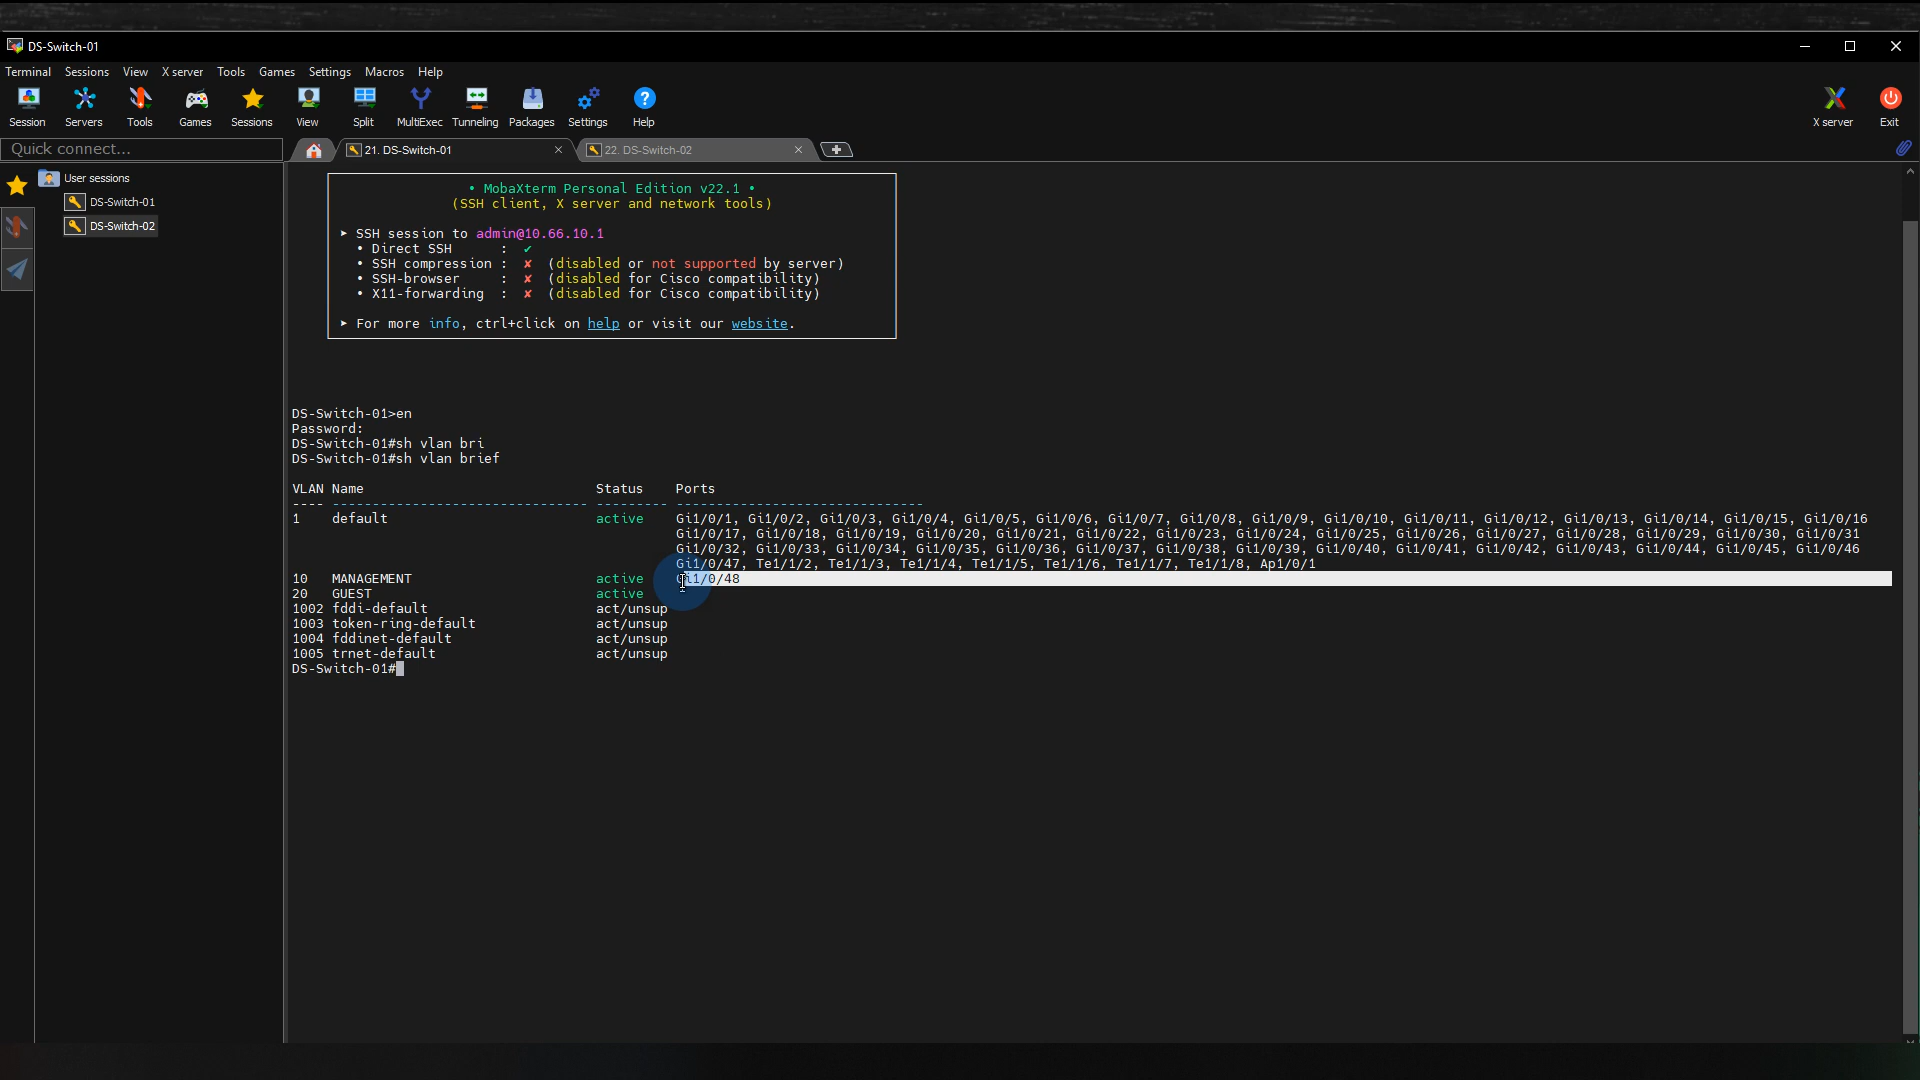 DS-Switch-01
Terminal Sessions View X server Tools Games Settings Macros Help
Session Servers Tools Games Sessions View Split MultiExec Tunneling Packages Settings Help X server Exit
Quick connect...
21. DS-Switch-01
22. DS-Switch-02
User sessions
DS-Switch-01
DS-Switch-02
• MobaXterm Personal Edition v22.1 •
(SSH client, X server and network tools)
► SSH session to admin@10.66.10.1
• Direct SSH : ✔
• SSH compression : ✘ (disabled or not supported by server)
• SSH-browser : ✘ (disabled for Cisco compatibility)
• X11-forwarding : ✘ (disabled for Cisco compatibility)
► For more info, ctrl+click on help or visit our website.
DS-Switch-01>en
Password:
DS-Switch-01#sh vlan bri
DS-Switch-01#sh vlan brief
VLAN Name Status Ports
---- -------------------------------- --------- -------------------------------
1 default active Gi1/0/1, Gi1/0/2, Gi1/0/3, Gi1/0/4, Gi1/0/5, Gi1/0/6, Gi1/0/7, Gi1/0/8, Gi1/0/9, Gi1/0/10, Gi1/0/11, Gi1/0/12, Gi1/0/13, Gi1/0/14, Gi1/0/15, Gi1/0/16
Gi1/0/17, Gi1/0/18, Gi1/0/19, Gi1/0/20, Gi1/0/21, Gi1/0/22, Gi1/0/23, Gi1/0/24, Gi1/0/25, Gi1/0/26, Gi1/0/27, Gi1/0/28, Gi1/0/29, Gi1/0/30, Gi1/0/31
Gi1/0/32, Gi1/0/33, Gi1/0/34, Gi1/0/35, Gi1/0/36, Gi1/0/37, Gi1/0/38, Gi1/0/39, Gi1/0/40, Gi1/0/41, Gi1/0/42, Gi1/0/43, Gi1/0/44, Gi1/0/45, Gi1/0/46
Gi1/0/47, Te1/1/2, Te1/1/3, Te1/1/4, Te1/1/5, Te1/1/6, Te1/1/7, Te1/1/8, Ap1/0/1
10 MANAGEMENT active Gi1/0/48
20 GUEST active
1002 fddi-default act/unsup
1003 token-ring-default act/unsup
1004 fddinet-default act/unsup
1005 trnet-default act/unsup
DS-Switch-01#